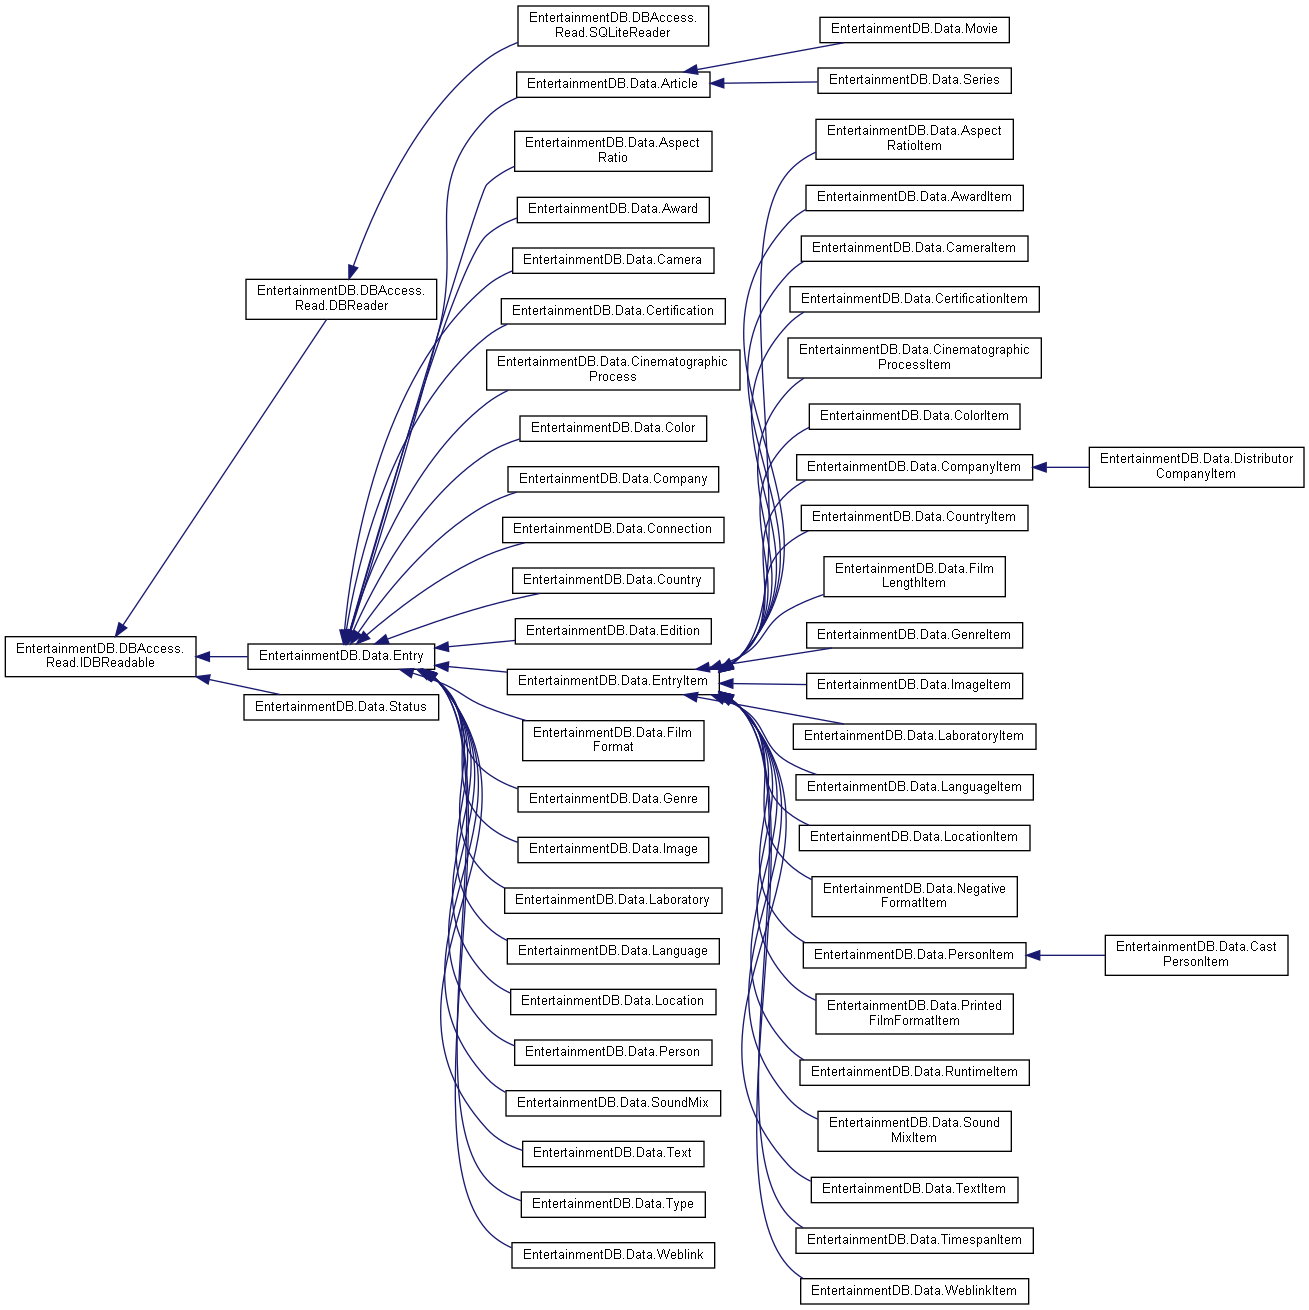 EntertainmentDB.DBAccess.
Read.IDBReadable
EntertainmentDB.DBAccess.
Read.DBReader
EntertainmentDB.Data.Entry
EntertainmentDB.Data.Status
EntertainmentDB.DBAccess.
Read.SQLiteReader
EntertainmentDB.Data.Article
EntertainmentDB.Data.Aspect
Ratio
EntertainmentDB.Data.Award
EntertainmentDB.Data.Camera
EntertainmentDB.Data.Certification
EntertainmentDB.Data.Cinematographic
Process
EntertainmentDB.Data.Color
EntertainmentDB.Data.Company
EntertainmentDB.Data.Connection
EntertainmentDB.Data.Country
EntertainmentDB.Data.Edition
EntertainmentDB.Data.EntryItem
EntertainmentDB.Data.Film
Format
EntertainmentDB.Data.Genre
EntertainmentDB.Data.Image
EntertainmentDB.Data.Laboratory
EntertainmentDB.Data.Language
EntertainmentDB.Data.Location
EntertainmentDB.Data.Person
EntertainmentDB.Data.SoundMix
EntertainmentDB.Data.Text
EntertainmentDB.Data.Type
EntertainmentDB.Data.Weblink
EntertainmentDB.Data.Movie
EntertainmentDB.Data.Series
EntertainmentDB.Data.Aspect
RatioItem
EntertainmentDB.Data.AwardItem
EntertainmentDB.Data.CameraItem
EntertainmentDB.Data.CertificationItem
EntertainmentDB.Data.Cinematographic
ProcessItem
EntertainmentDB.Data.ColorItem
EntertainmentDB.Data.CompanyItem
EntertainmentDB.Data.CountryItem
EntertainmentDB.Data.Film
LengthItem
EntertainmentDB.Data.GenreItem
EntertainmentDB.Data.ImageItem
EntertainmentDB.Data.LaboratoryItem
EntertainmentDB.Data.LanguageItem
EntertainmentDB.Data.LocationItem
EntertainmentDB.Data.Negative
FormatItem
EntertainmentDB.Data.PersonItem
EntertainmentDB.Data.Printed
FilmFormatItem
EntertainmentDB.Data.RuntimeItem
EntertainmentDB.Data.Sound
MixItem
EntertainmentDB.Data.TextItem
EntertainmentDB.Data.TimespanItem
EntertainmentDB.Data.WeblinkItem
EntertainmentDB.Data.Distributor
CompanyItem
EntertainmentDB.Data.Cast
PersonItem